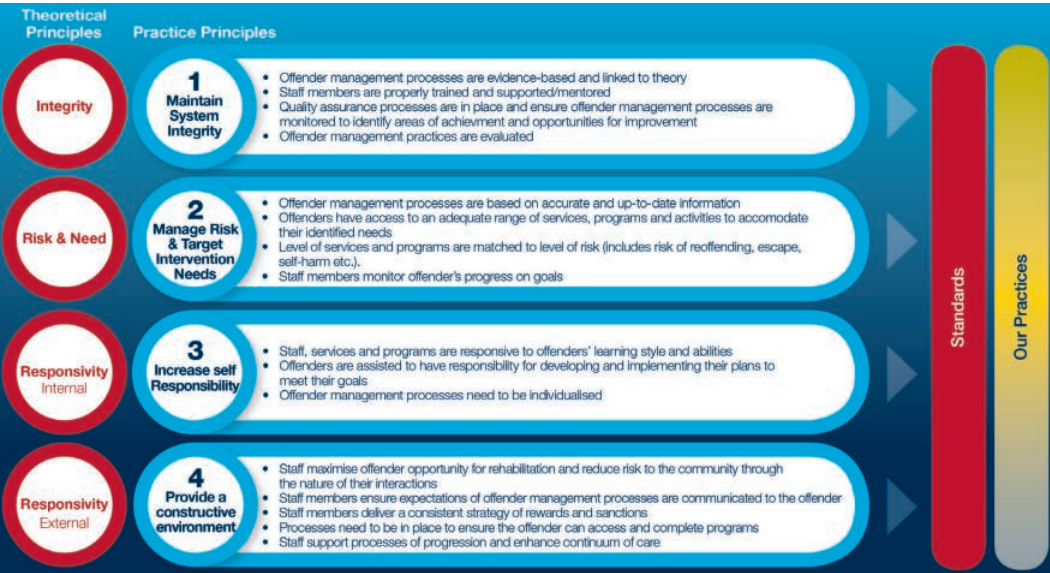 Theoretical
Principles
Practice Principles
Integrity
1
Maintain
System
Integrity
• Offender management processes are evidence-based and linked to theory
• Staff members are properly trained and supported/mentored
• Quality assurance processes are in place and ensure offender management processes are
monitored to identify areas of achievment and opportunities for improvement
• Offender management practices are evaluated
Risk & Need
2
Manage Risk
& Target
Intervention
Needs
• Offender management processes are based on accurate and up-to-date information
• Offenders have access to an adequate range of services, programs and activities to accomodate
their identified needs
• Level of services and programs are matched to level of risk (includes risk of reoffending, escape,
self-harm etc.).
• Staff members monitor offender's progress on goals
Responsivity
Internal
3
Increase self
Responsibility
• Staff, services and programs are responsive to offenders' learning style and abilities
• Offenders are assisted to have responsibility for developing and implementing their plans to
meet their goals
• Offender management processes need to be individualised
Responsivity
External
4
Provide a
constructive
environment
• Staff maximise offender opportunity for rehabilitation and reduce risk to the community through
the nature of their interactions
• Staff members ensure expectations of offender management processes are communicated to the offender
• Staff members deliver a consistent strategy of rewards and sanctions
• Processes need to be in place to ensure the offender can access and complete programs
• Staff support processes of progression and enhance continuum of care
Standards
Our Practices